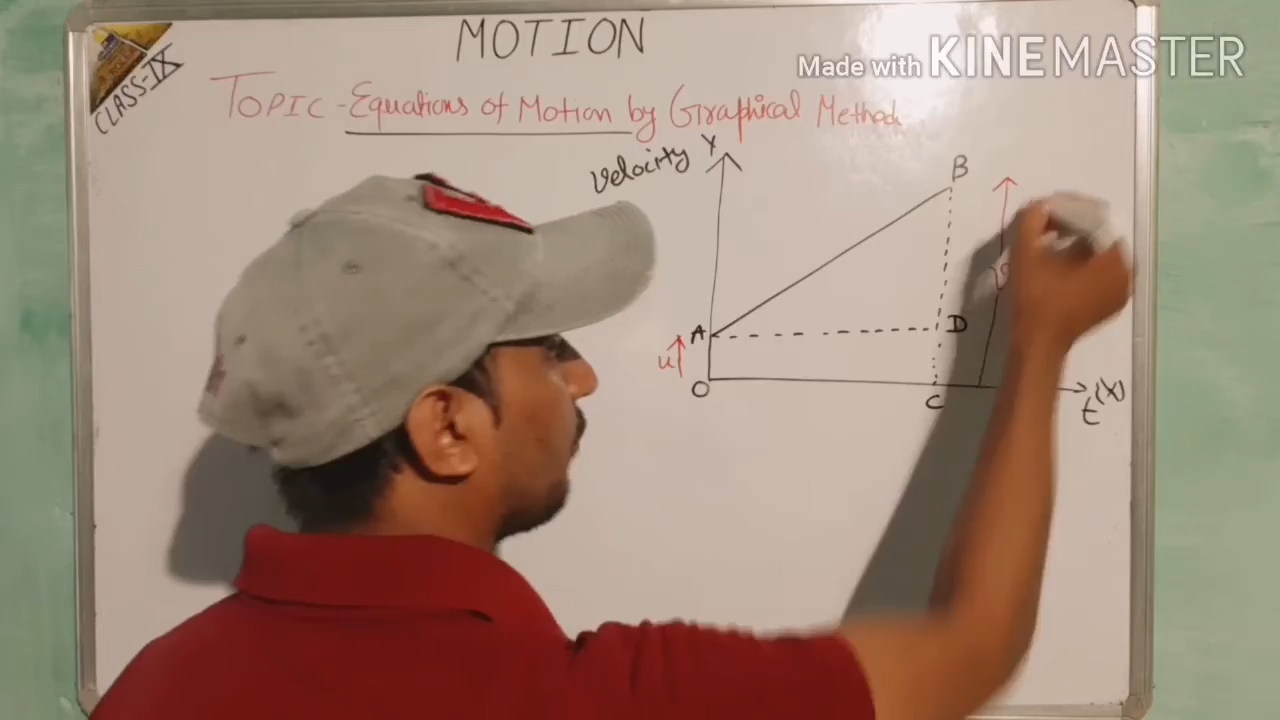 MOTION
Made with KINEMASTER
CLASS-IX
TOPIC - Equations of Motion by Graphical Method
Velocity Y
B
A
D
u
O
C
t (X)